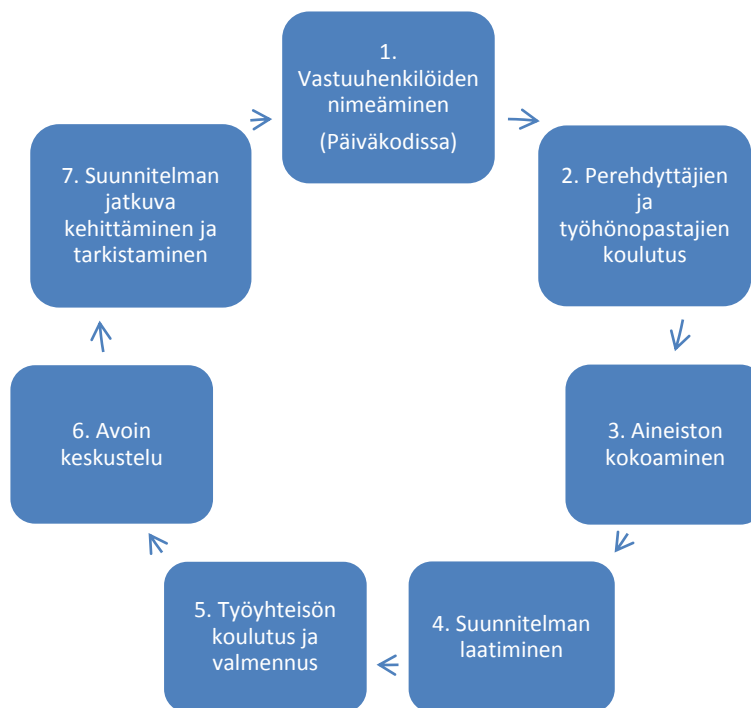 1.
Vastuuhenkilöiden
nimeäminen
(Päiväkodissa)
2. Perehdyttäjien
ja
työhönopastajien
koulutus
3. Aineiston
kokoaminen
4. Suunnitelman
laatiminen
5. Työyhteisön
koulutus ja
valmennus
6. Avoin
keskustelu
7. Suunnitelman
jatkuva
kehittäminen ja
tarkistaminen